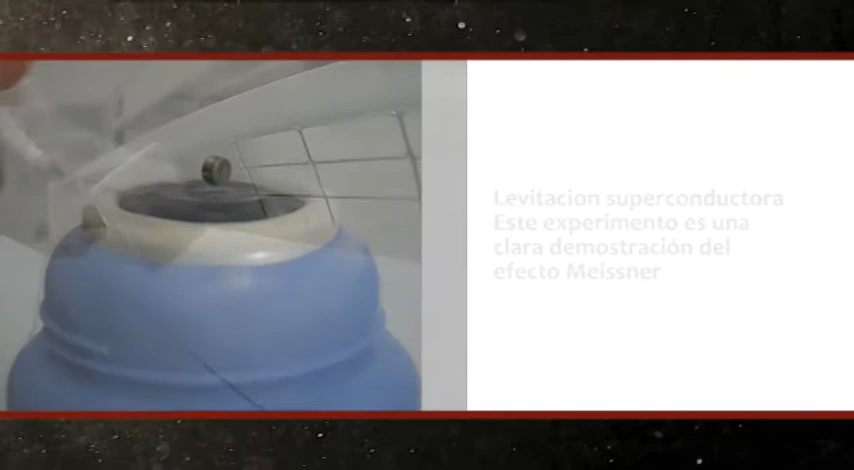 Levitacion superconductora
Este experimento es una
clara demostración del
efecto Meissner